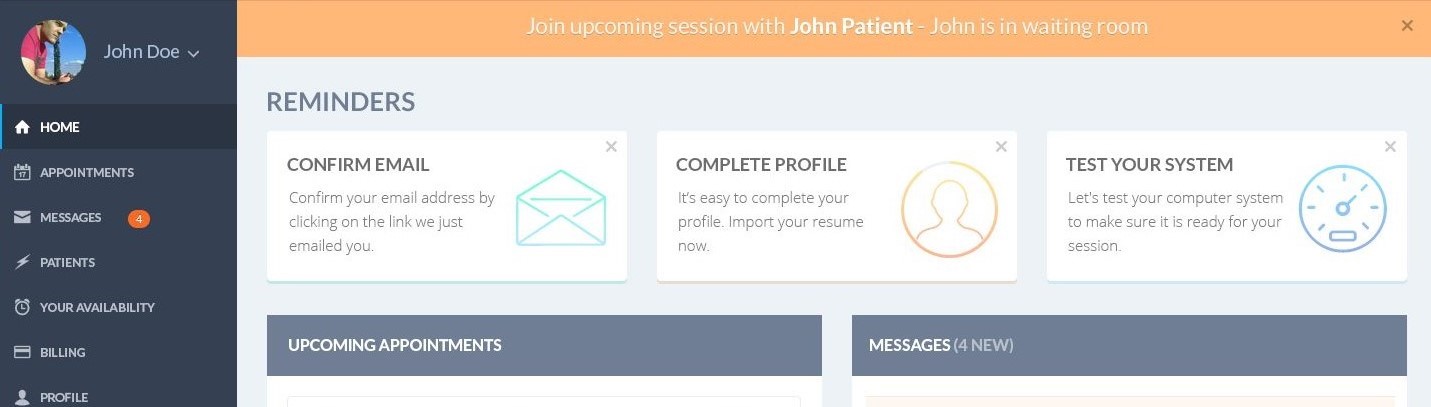 John Doe
HOME
17
APPOINTMENTS
MESSAGES 4
PATIENTS
YOUR AVAILABILITY
BILLING
PROFILE
Join upcoming session with John Patient - John is in waiting room
REMINDERS
CONFIRM EMAIL
Confirm your email address by
clicking on the link we just
emailed you.
COMPLETE PROFILE
It's easy to complete your
profile. Import your resume
now.
TEST YOUR SYSTEM
Let's test your computer system
to make sure it is ready for your
session.
UPCOMING APPOINTMENTS
MESSAGES (4 NEW)